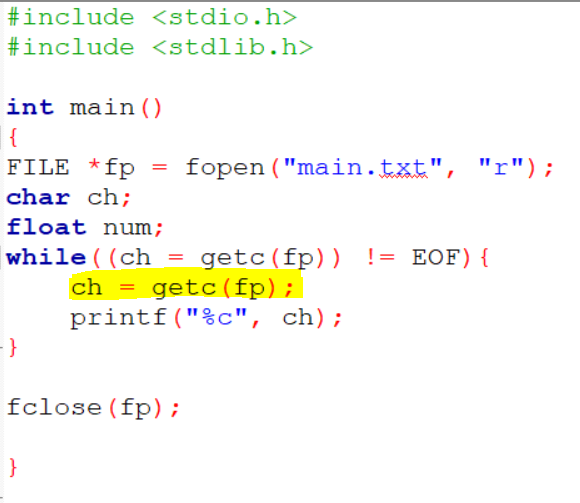 #include <stdio.h>
#include <stdlib.h>
int main()
{
FILE *fp = fopen("main.txt", "r");
char ch;
float num;
while((ch = getc(fp)) != EOF){
ch = getc(fp);
printf("%c", ch);
}
fclose(fp);
}